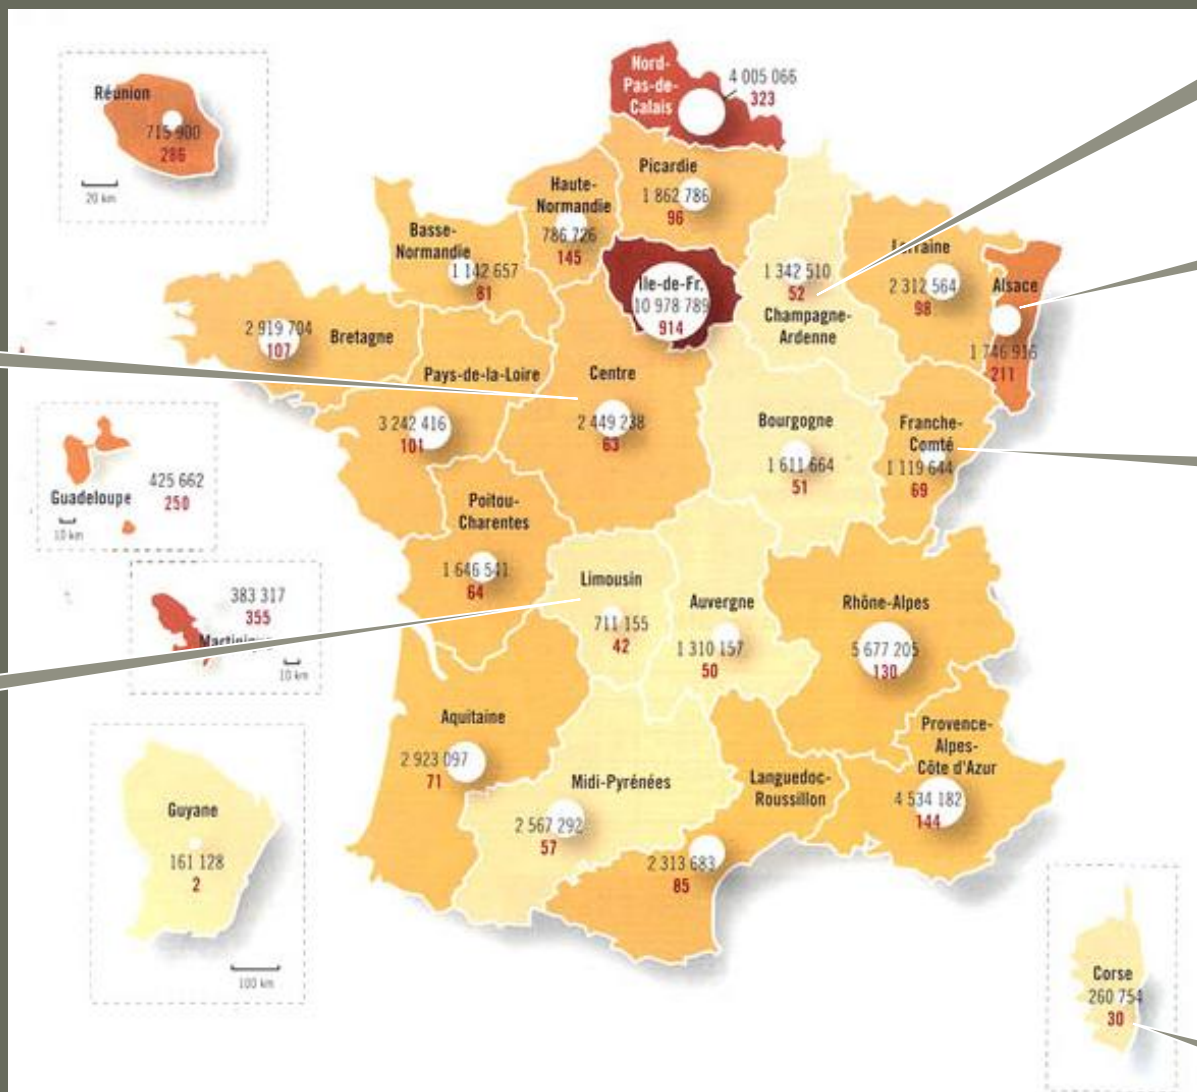 Réunion
715 900
286
20 km
Nord-
Pas-de-
Calais
4 005 066
323
Picardie
1 862 786
96
Haute-
Normandie
786 726
145
Basse-
Normandie
1 142 657
81
Ile-de-Fr.
10 978 789
914
1 342 510
52
Champagne-
Ardenne
Lorraine
2 312 564
98
Alsace
1 746 916
211
2 919 704
107
Bretagne
Pays-de-la-Loire
3 242 416
101
Centre
2 449 238
63
Bourgogne
1 611 664
51
Franche-
Comté
1 119 644
69
Guadeloupe
425 662
250
10 km
Poitou-
Charentes
1 646 541
64
Limousin
711 155
42
Auvergne
1 310 157
50
Rhône-Alpes
5 677 205
130
383 317
355
Martinique
10 km
Aquitaine
2 923 097
71
Midi-Pyrénées
2 567 292
57
Languedoc-
Roussillon
2 313 683
85
Provence-
Alpes-
Côte d'Azur
4 534 182
144
Guyane
161 128
2
100 km
Corse
260 754
30